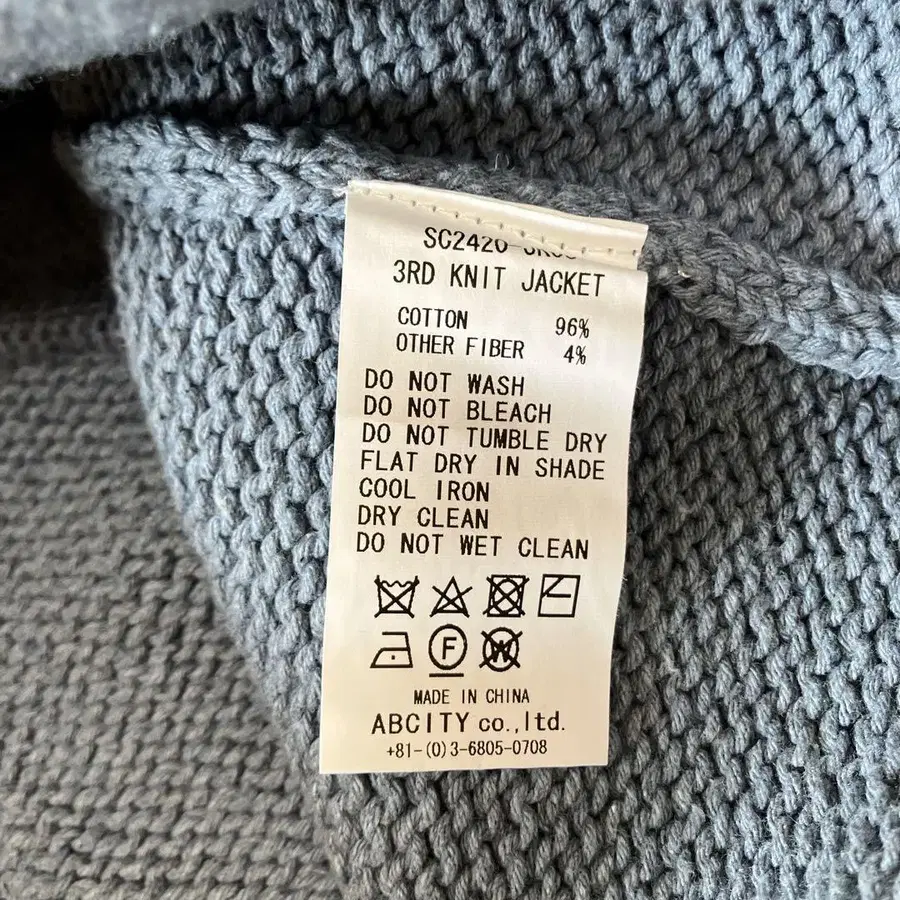 SC2420
3RD KNIT JACKET
COTTON 96%
OTHER FIBER 4%
DO NOT WASH
DO NOT BLEACH
DO NOT TUMBLE DRY
FLAT DRY IN SHADE
COOL IRON
DRY CLEAN
DO NOT WET CLEAN
F W
MADE IN CHINA
ABCITY co.,ltd.
+81-(0)3-6805-0708